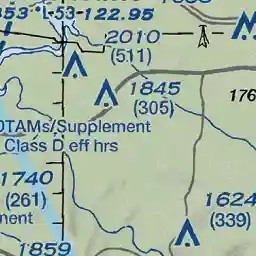 L-53 122.95
2010
(511)
1845
(305)
176
OTAMs/Supplement
Class D eff hrs
1740
(261)
1624
(339)
ment
1859